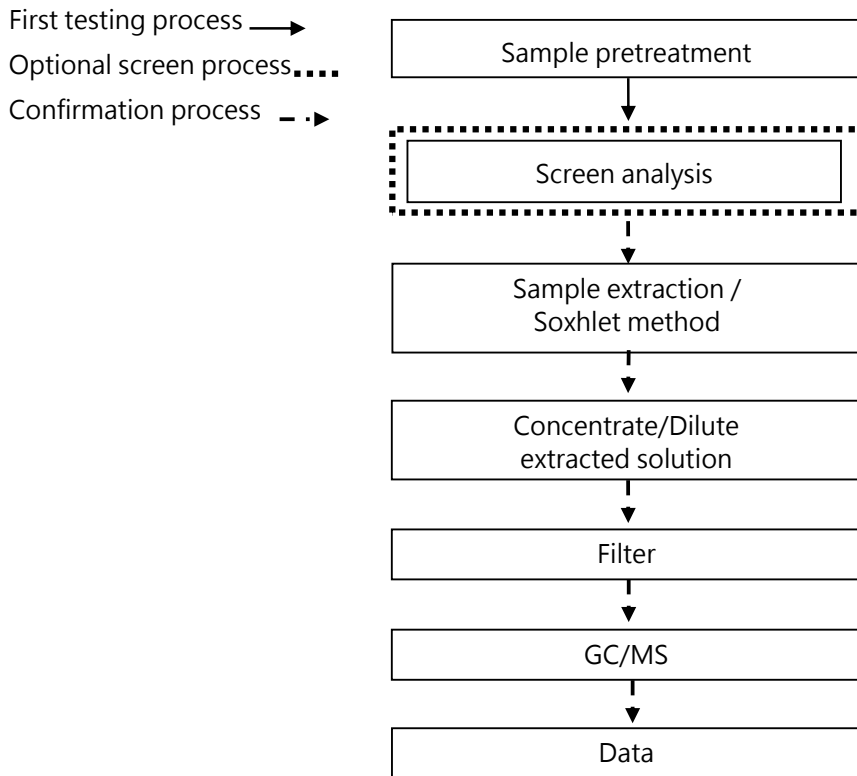 First testing process
Optional screen process
Confirmation process
Sample pretreatment
Screen analysis
Sample extraction /
Soxhlet method
Concentrate/Dilute
extracted solution
Filter
GC/MS
Data